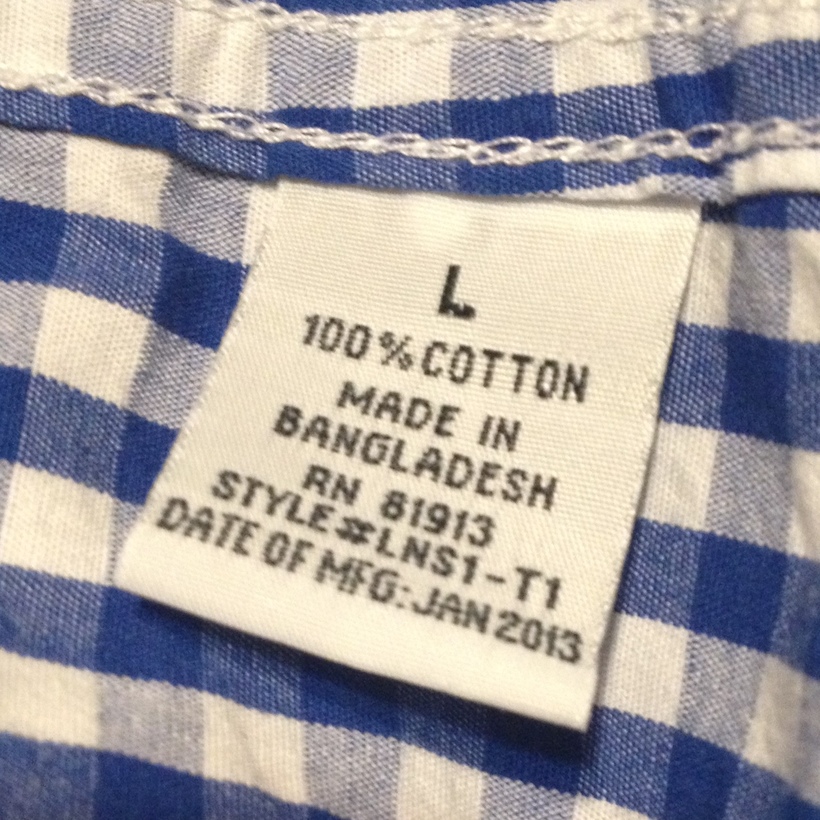 L
100% COTTON
MADE IN
BANGLADESH
RN 81913
STYLE#LNS1-T1
DATE OF MFG: JAN 2013